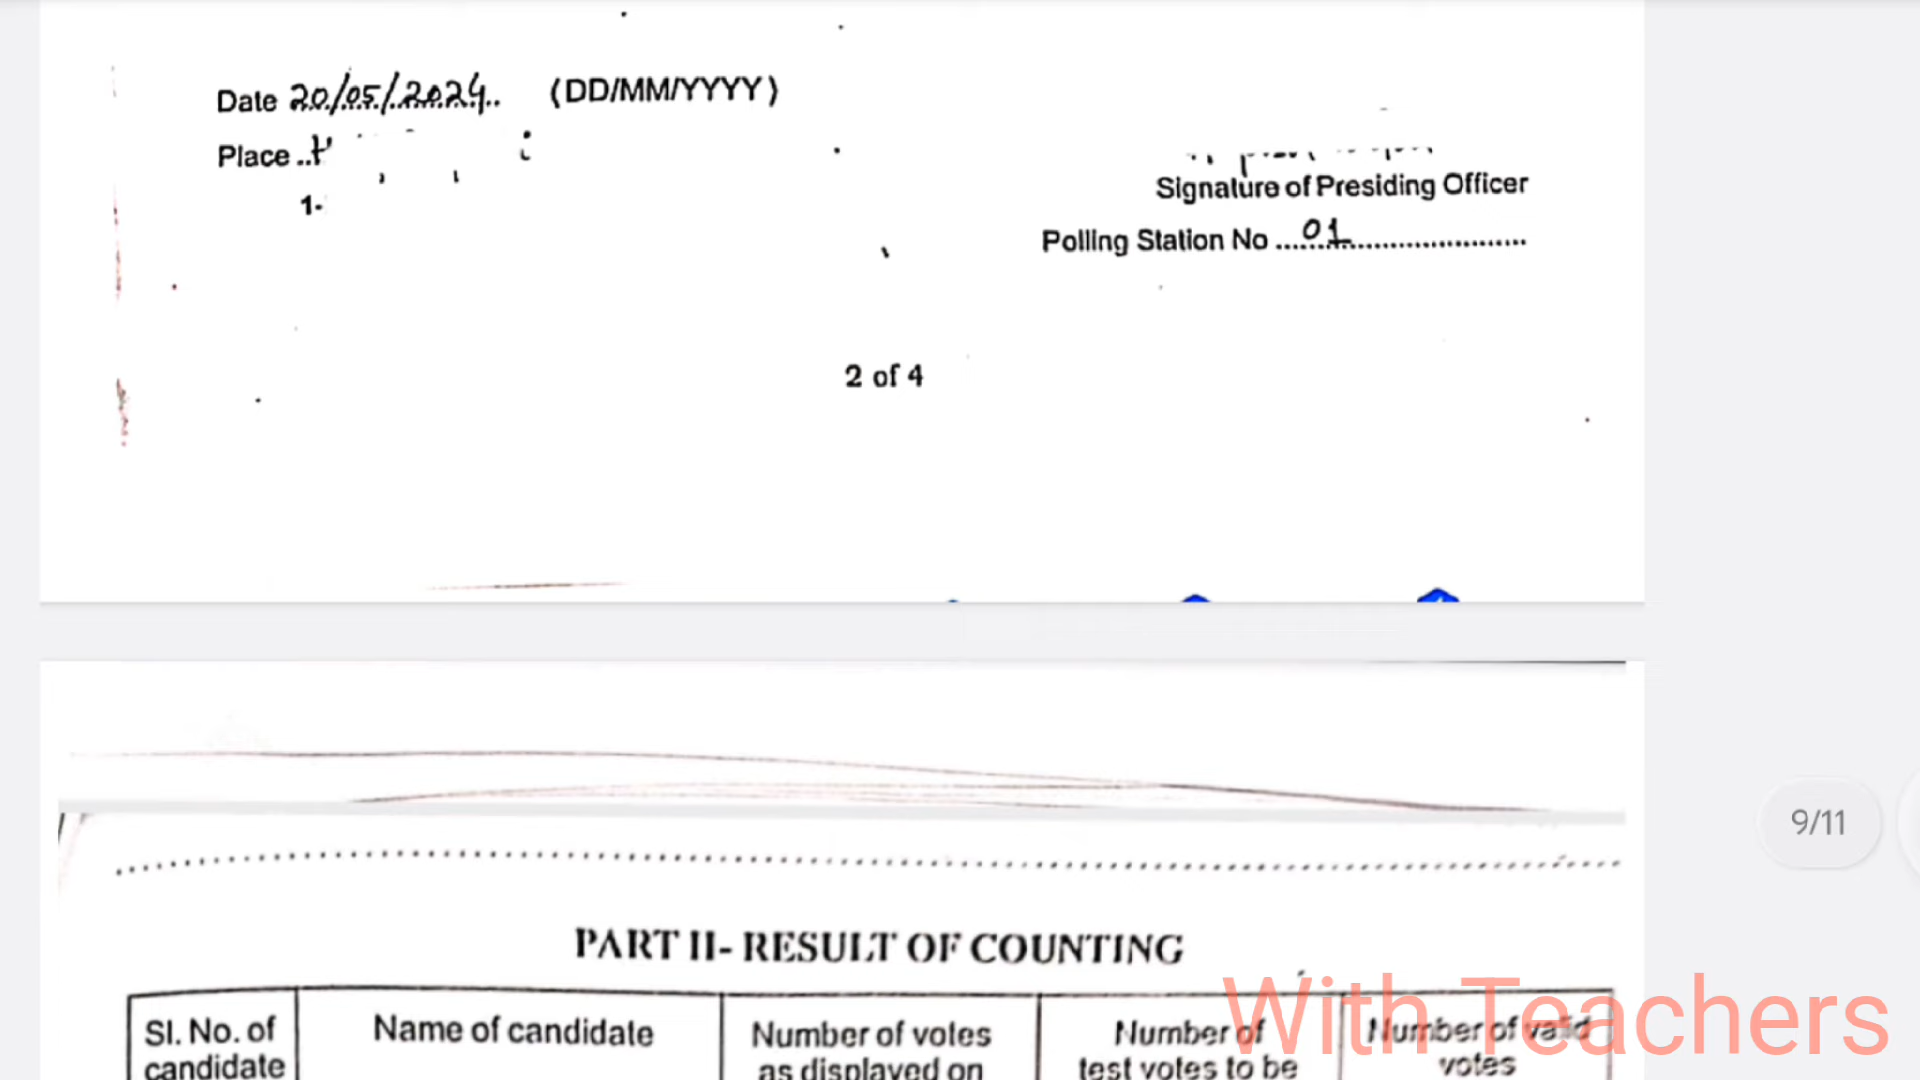 Date 20/05/2024.. (DD/MM/YYYY)
Place ..
1-
Signature of Presiding Officer
Polling Station No ....01..............................
2 of 4
9/11
PART II- RESULT OF COUNTING
Sl. No. of candidate
Name of candidate
Number of votes as displayed on
Number of test votes to be
Number of valid votes
With Teachers